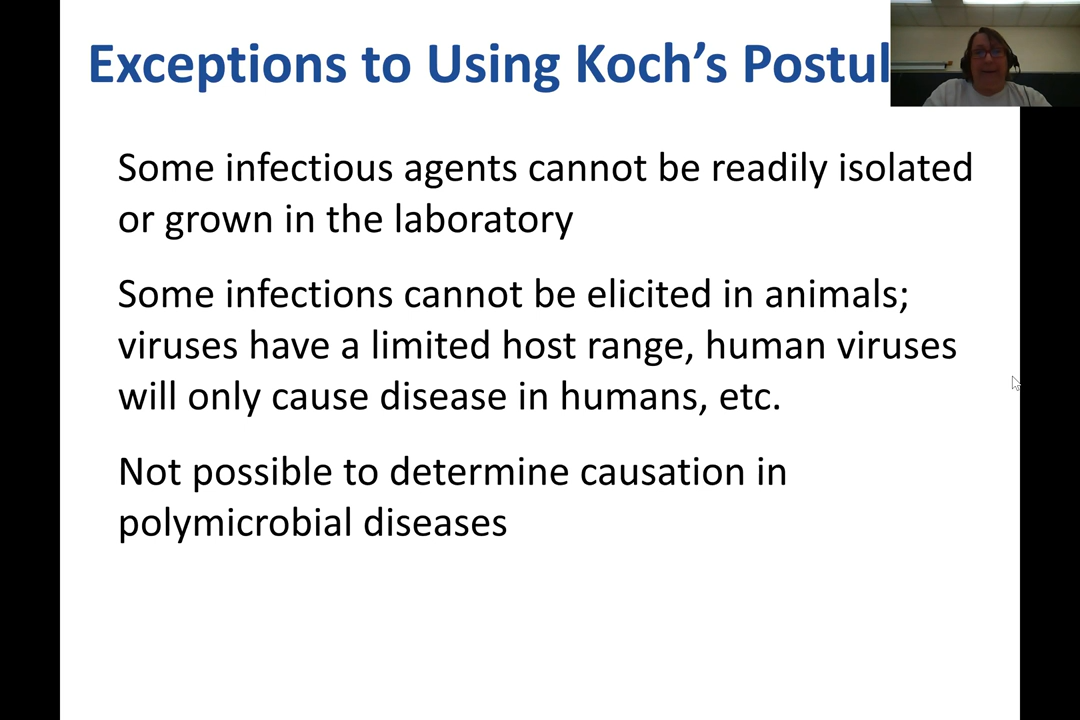 Exceptions to Using Koch's Postul
Some infectious agents cannot be readily isolated
or grown in the laboratory
Some infections cannot be elicited in animals;
viruses have a limited host range, human viruses
will only cause disease in humans, etc.
Not possible to determine causation in
polymicrobial diseases